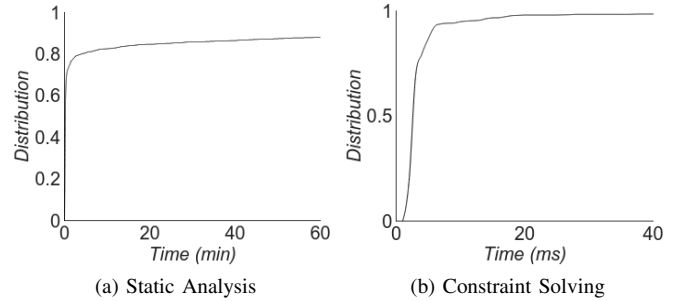 1
0.8
0.6
0.4
0.2
0
0 20 40 60
Distribution
Time (min)
(a) Static Analysis
1
0.5
0
0 20 40
Distribution
Time (ms)
(b) Constraint Solving